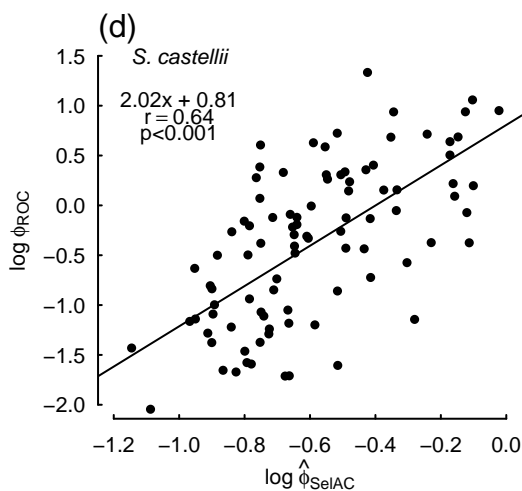 (d)
S. castellii
2.02x + 0.81
r = 0.64
p<0.001
log ϕROC
1.5
1.0
0.5
0.0
−0.5
−1.0
−1.5
−2.0
−1.2 −1.0 −0.8 −0.6 −0.4 −0.2 0.0
log ϕ̂SelAC